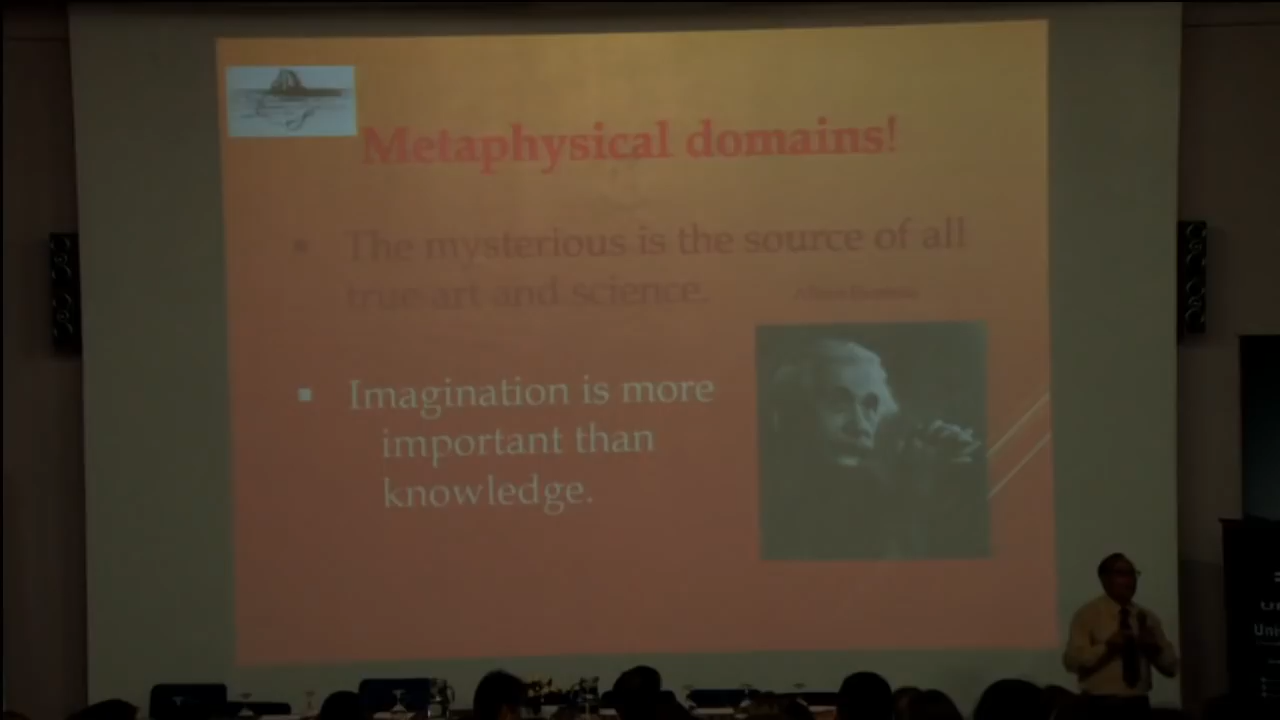 Metaphysical domains!
The mysterious is the source of all
true art and science.
Imagination is more
important than
knowledge.